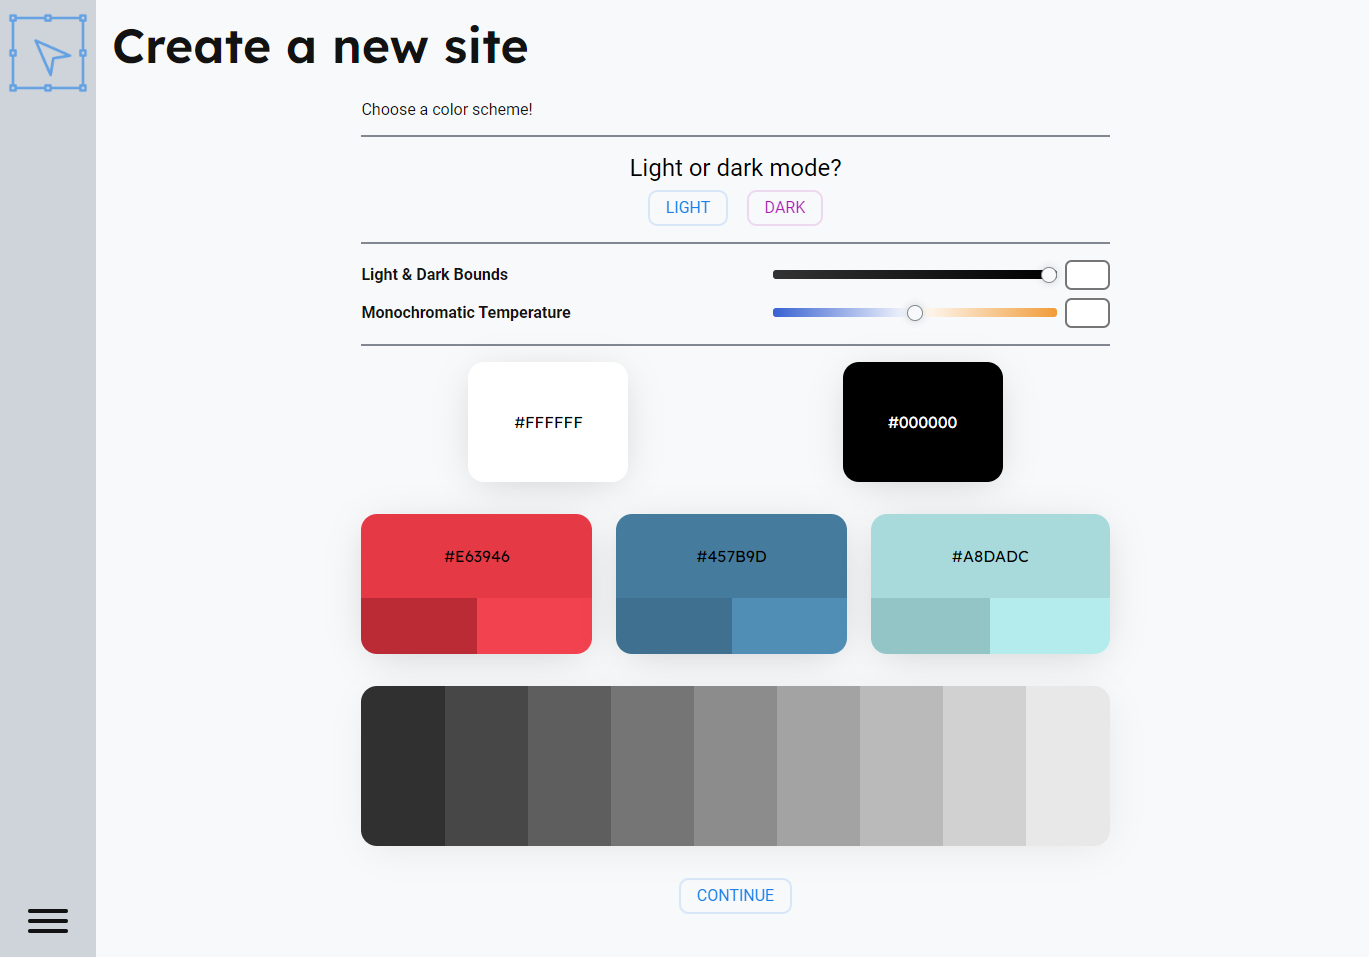 Create a new site
Choose a color scheme!
Light or dark mode?
LIGHT DARK
Light & Dark Bounds
Monochromatic Temperature
#FFFFFF #000000
#E63946 #457B9D #A8DADC
CONTINUE